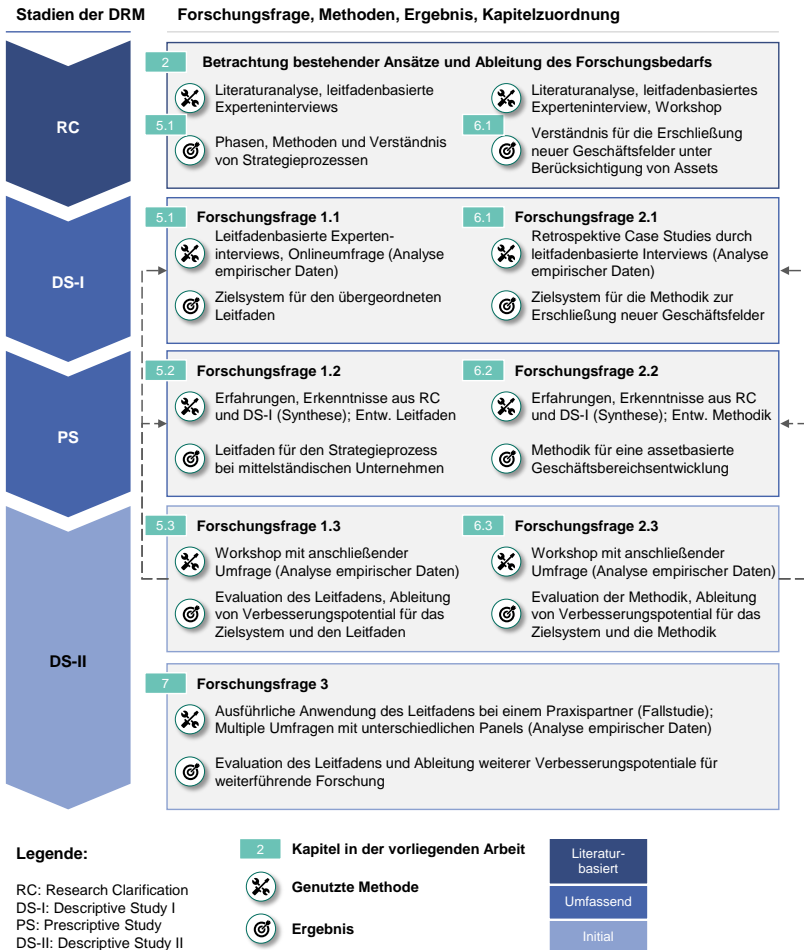 Stadien der DRM
Forschungsfrage, Methoden, Ergebnis, Kapitelzuordnung
RC
2
Betrachtung bestehender Ansätze und Ableitung des Forschungsbedarfs
Literaturanalyse, leitfadenbasierte
Experteninterviews
5.1
Phasen, Methoden und Verständnis
von Strategieprozessen
Literaturanalyse, leitfadenbasiertes
Experteninterview, Workshop
6.1
Verständnis für die Erschließung
neuer Geschäftsfelder unter
Berücksichtigung von Assets
DS-I
5.1
Forschungsfrage 1.1
Leitfadenbasierte Experten-
interviews, Onlineumfrage (Analyse
empirischer Daten)
Zielsystem für den übergeordneten
Leitfaden
6.1
Forschungsfrage 2.1
Retrospektive Case Studies durch
leitfadenbasierte Interviews (Analyse
empirischer Daten)
Zielsystem für die Methodik zur
Erschließung neuer Geschäftsfelder
PS
5.2
Forschungsfrage 1.2
Erfahrungen, Erkenntnisse aus RC
und DS-I (Synthese); Entw. Leitfaden
Leitfaden für den Strategieprozess
bei mittelständischen Unternehmen
6.2
Forschungsfrage 2.2
Erfahrungen, Erkenntnisse aus RC
und DS-I (Synthese); Entw. Methodik
Methodik für eine assetbasierte
Geschäftsbereichsentwicklung
DS-II
5.3
Forschungsfrage 1.3
Workshop mit anschließender
Umfrage (Analyse empirischer Daten)
Evaluation des Leitfadens, Ableitung
von Verbesserungspotential für das
Zielsystem und den Leitfaden
6.3
Forschungsfrage 2.3
Workshop mit anschließender
Umfrage (Analyse empirischer Daten)
Evaluation der Methodik, Ableitung
von Verbesserungspotential für das
Zielsystem und die Methodik
7
Forschungsfrage 3
Ausführliche Anwendung des Leitfadens bei einem Praxispartner (Fallstudie);
Multiple Umfragen mit unterschiedlichen Panels (Analyse empirischer Daten)
Evaluation des Leitfadens und Ableitung weiterer Verbesserungspotentiale für
weiterführende Forschung
Legende:
RC: Research Clarification
DS-I: Descriptive Study I
PS: Prescriptive Study
DS-II: Descriptive Study II
2
Kapitel in der vorliegenden Arbeit
Genutzte Methode
Ergebnis
Literatur-
basiert
Umfassend
Initial